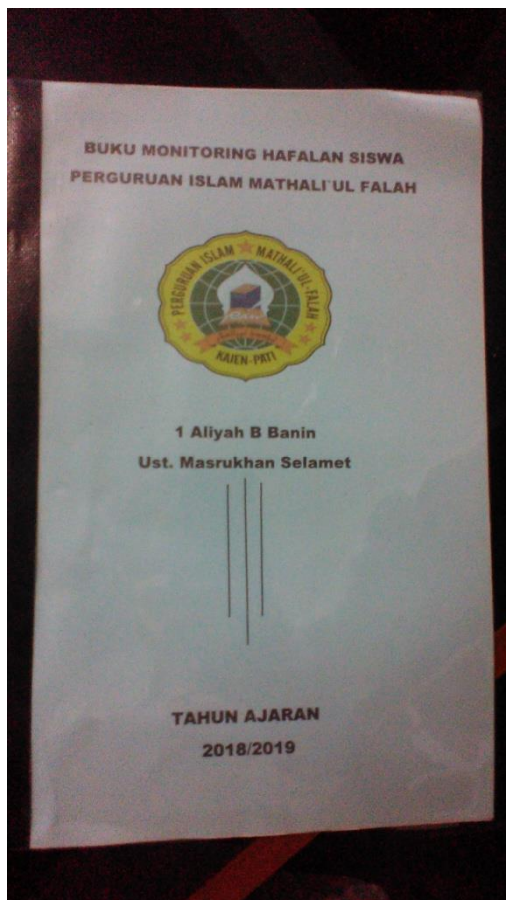 BUKU MONITORING HAFALAN SISWA
PERGURUAN ISLAM MATHALI`UL FALAH
PERGURUAN ISLAM ★ MATHALI'UL-FALAH
KAJEN-PATI
1 Aliyah B Banin
Ust. Masrukhan Selamet
TAHUN AJARAN
2018/2019